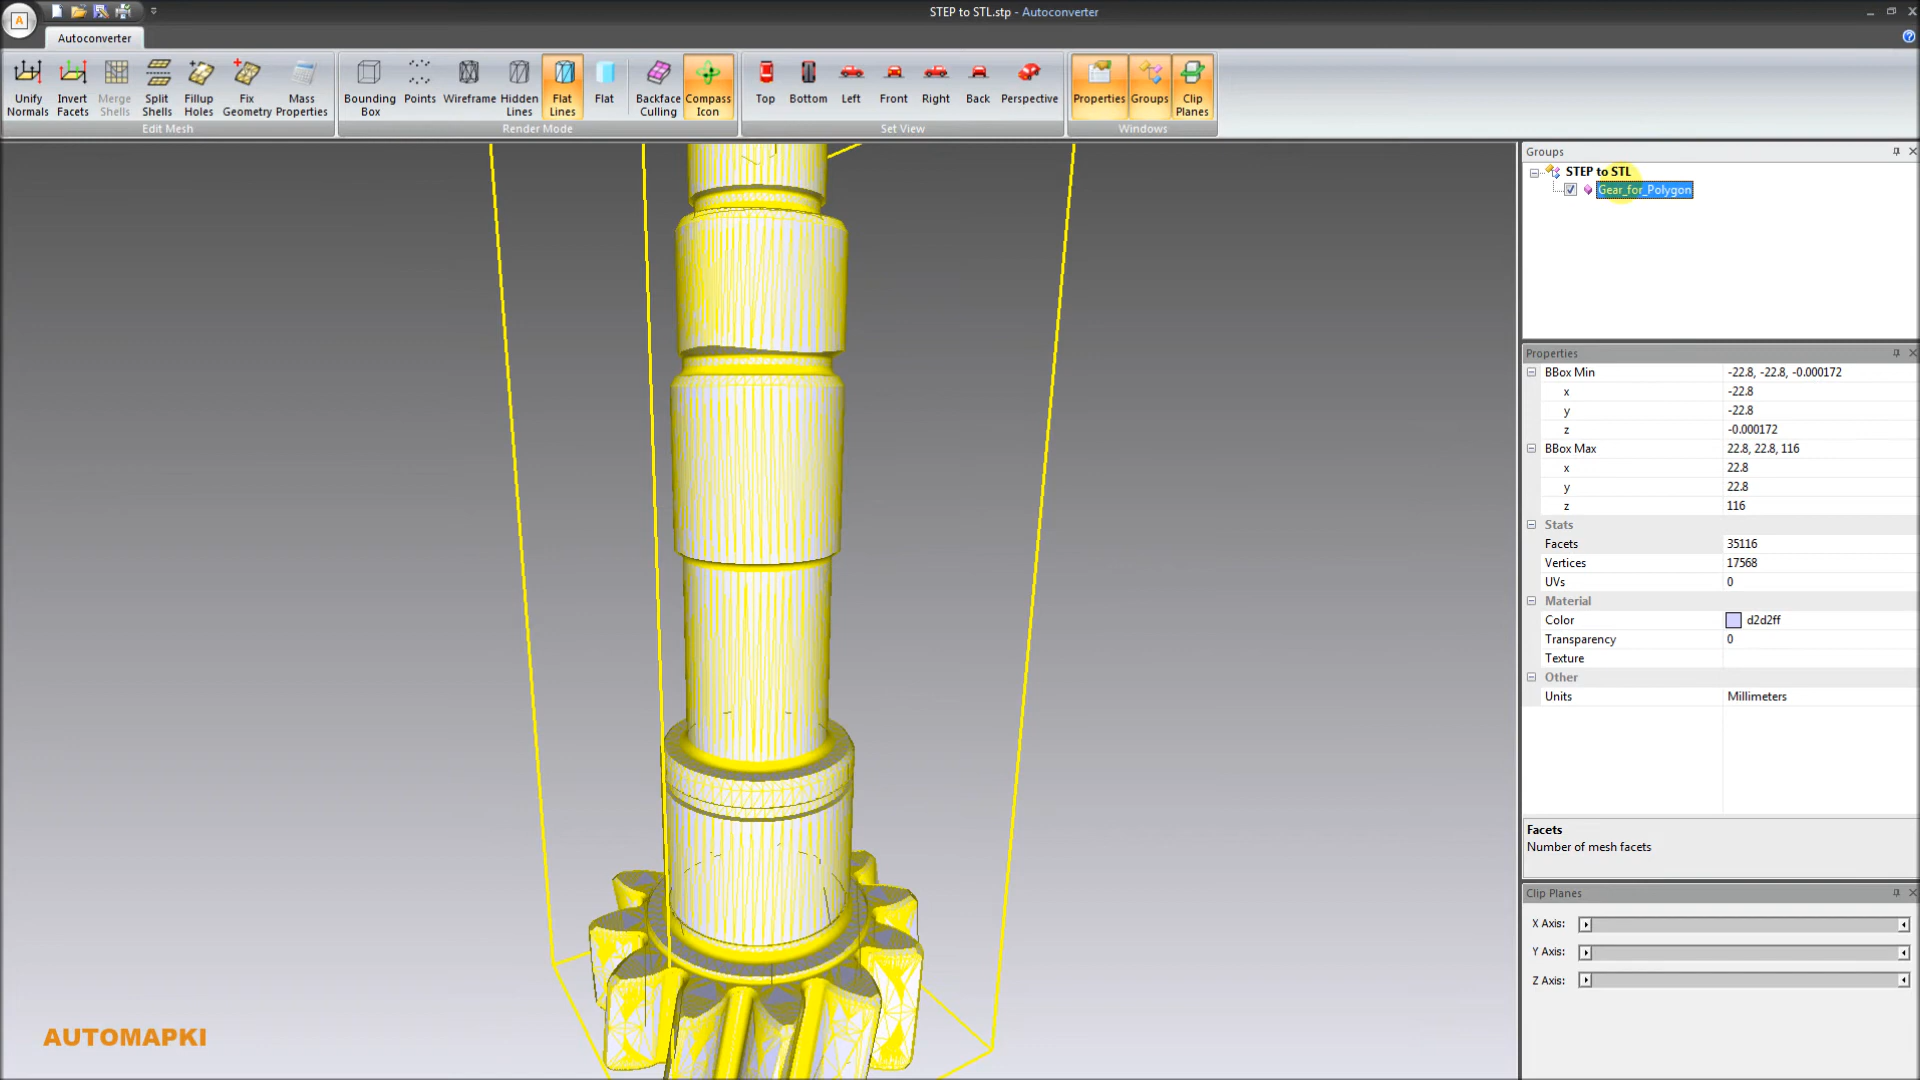 A
STEP to STL.stp - Autoconverter
Autoconverter
Unify Normals
Invert Facets
Merge Shells
Split Shells
Fillup Holes
Fix Geometry
Mass Properties
Edit Mesh
Bounding Box
Points
Wireframe
Hidden Lines
Flat Lines
Flat
Backface Culling
Compass Icon
Render Mode
Top
Bottom
Left
Front
Right
Back
Perspective
Set View
Properties
Groups
Clip Planes
Windows
Groups
STEP to STL
Gear_for_Polygon
Properties
BBox Min -22.8, -22.8, -0.000172
x -22.8
y -22.8
z -0.000172
BBox Max 22.8, 22.8, 116
x 22.8
y 22.8
z 116
Stats
Facets 35116
Vertices 17568
UVs 0
Material
Color d2d2ff
Transparency 0
Texture
Other
Units Millimeters
Facets
Number of mesh facets
Clip Planes
X Axis:
Y Axis:
Z Axis:
AUTOMAPKI